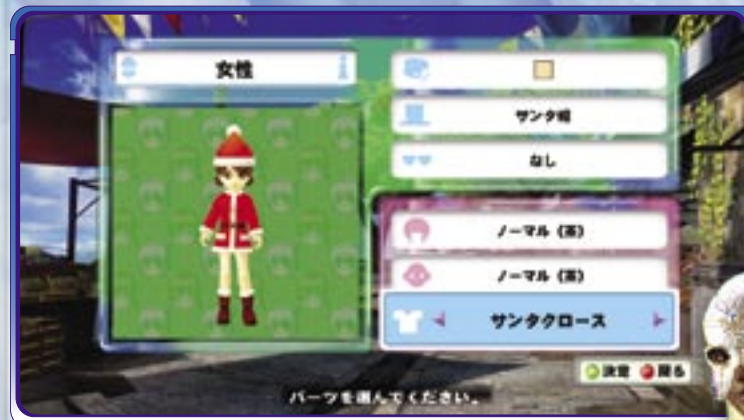 女性
サンタ帽
なし
ノーマル（茶）
ノーマル（茶）
サンタクロース
決定 戻る
パーツを選んでください。